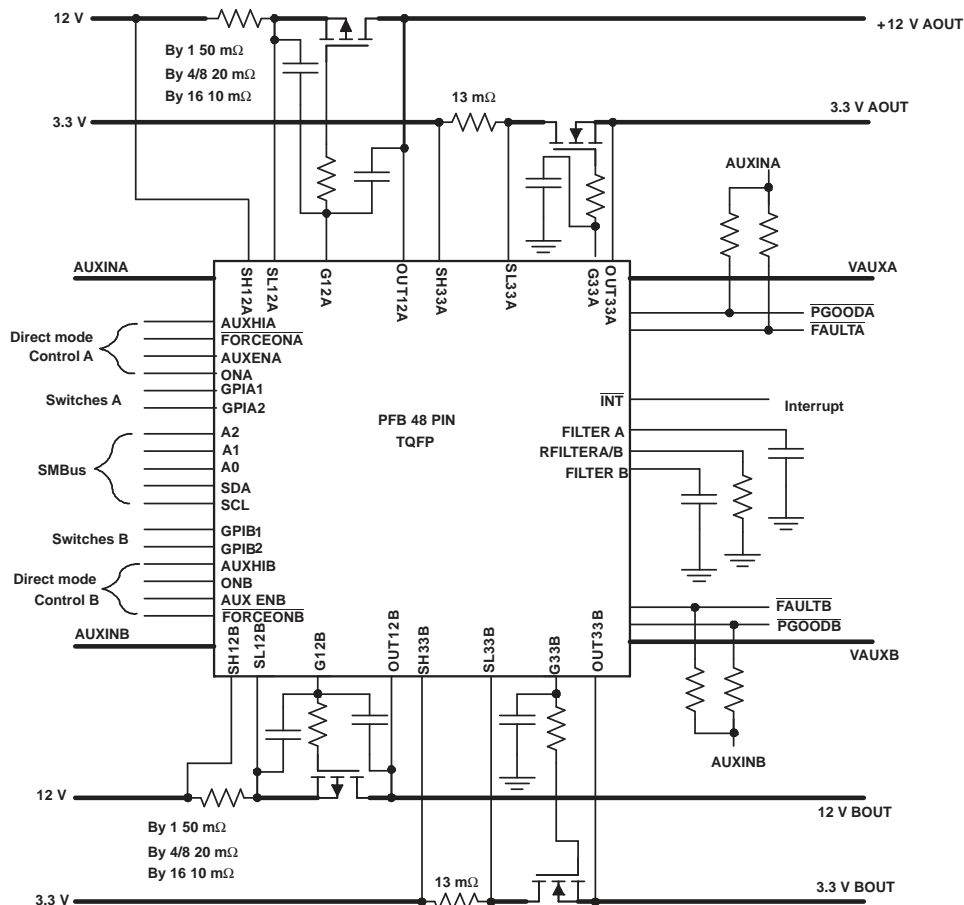 12 V
+12 V AOUT
By 1 50 mΩ
By 4/8 20 mΩ
By 16 10 mΩ
13 mΩ
3.3 V
3.3 V AOUT
AUXINA
AUXINA
VAUXA
SH12A
SL12A
G12A
OUT12A
SH33A
SL33A
G33A
OUT33A
PGOODA
FAULTA
Direct mode
Control A
AUXHIA
FORCEONA
AUXENA
ONA
Switches A
GPIA1
GPIA2
INT
Interrupt
PFB 48 PIN
TQFP
FILTER A
RFILTERA/B
FILTER B
SMBus
A2
A1
A0
SDA
SCL
Switches B
GPIB1
GPIB2
Direct mode
Control B
AUXHIB
ONB
AUX ENB
FORCEONB
FAULTB
PGOODB
AUXINB
VAUXB
SH12B
SL12B
G12B
OUT12B
SH33B
SL33B
G33B
OUT33B
AUXINB
12 V
12 V BOUT
By 1 50 mΩ
By 4/8 20 mΩ
By 16 10 mΩ
13 mΩ
3.3 V
3.3 V BOUT